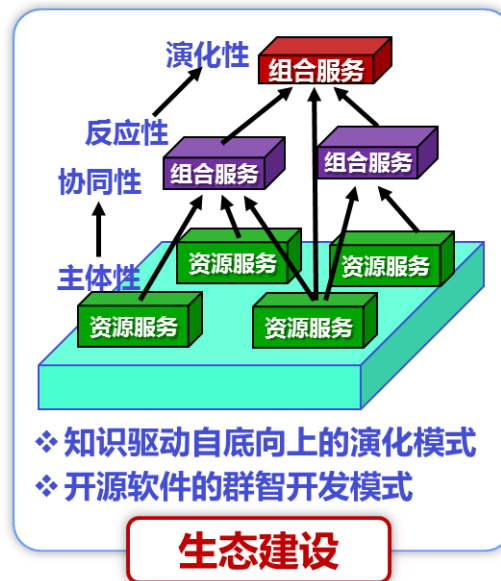 演化性
组合服务
反应性
协同性
组合服务
组合服务
主体性
资源服务
资源服务
资源服务
资源服务
❖ 知识驱动自底向上的演化模式
❖ 开源软件的群智开发模式
生态建设